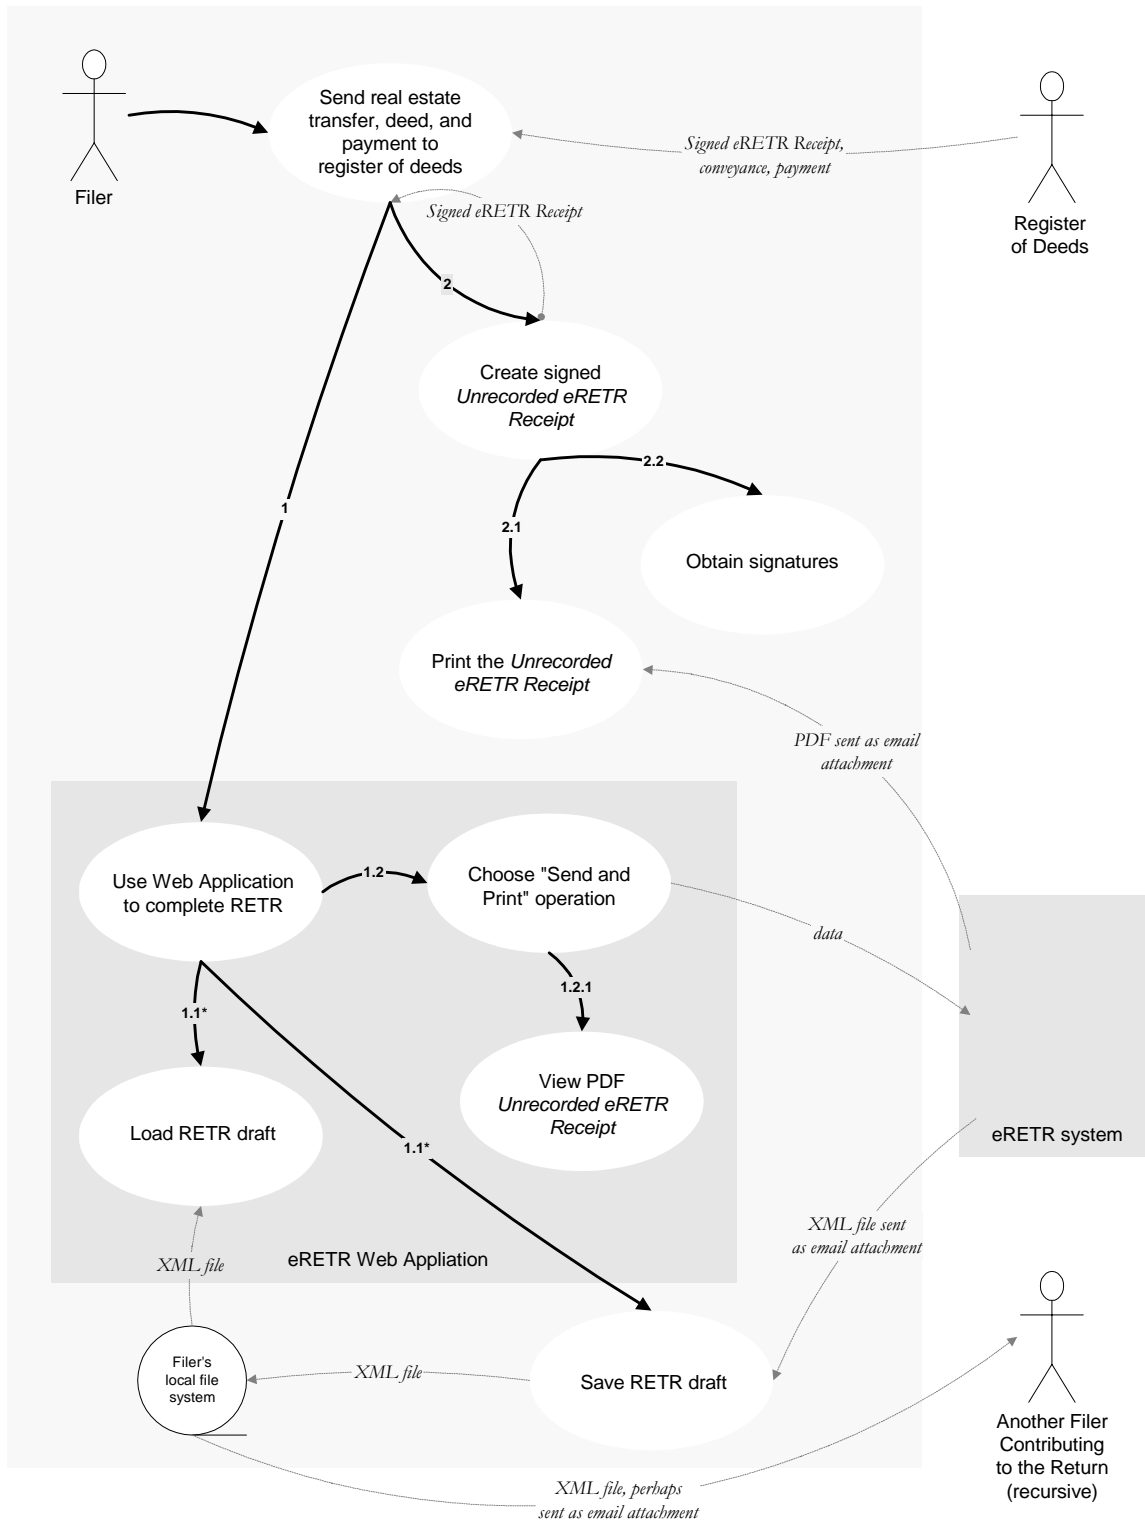 Send real estate
transfer, deed, and
payment to
register of deeds
Filer
Signed eRETR Receipt,
conveyance, payment
Register
of Deeds
Signed eRETR Receipt
2
Create signed
Unrecorded eRETR
Receipt
2.2
1
2.1
Obtain signatures
Print the Unrecorded
eRETR Receipt
PDF sent as email
attachment
Use Web Application
to complete RETR
1.2
Choose "Send and
Print" operation
data
1.2.1
1.1*
View PDF
Unrecorded eRETR
Receipt
Load RETR draft
1.1*
eRETR system
XML file sent
as email attachment
XML file
eRETR Web Appliation
Filer's
local file
system
XML file
Save RETR draft
Another Filer
Contributing
to the Return
(recursive)
XML file, perhaps
sent as email attachment